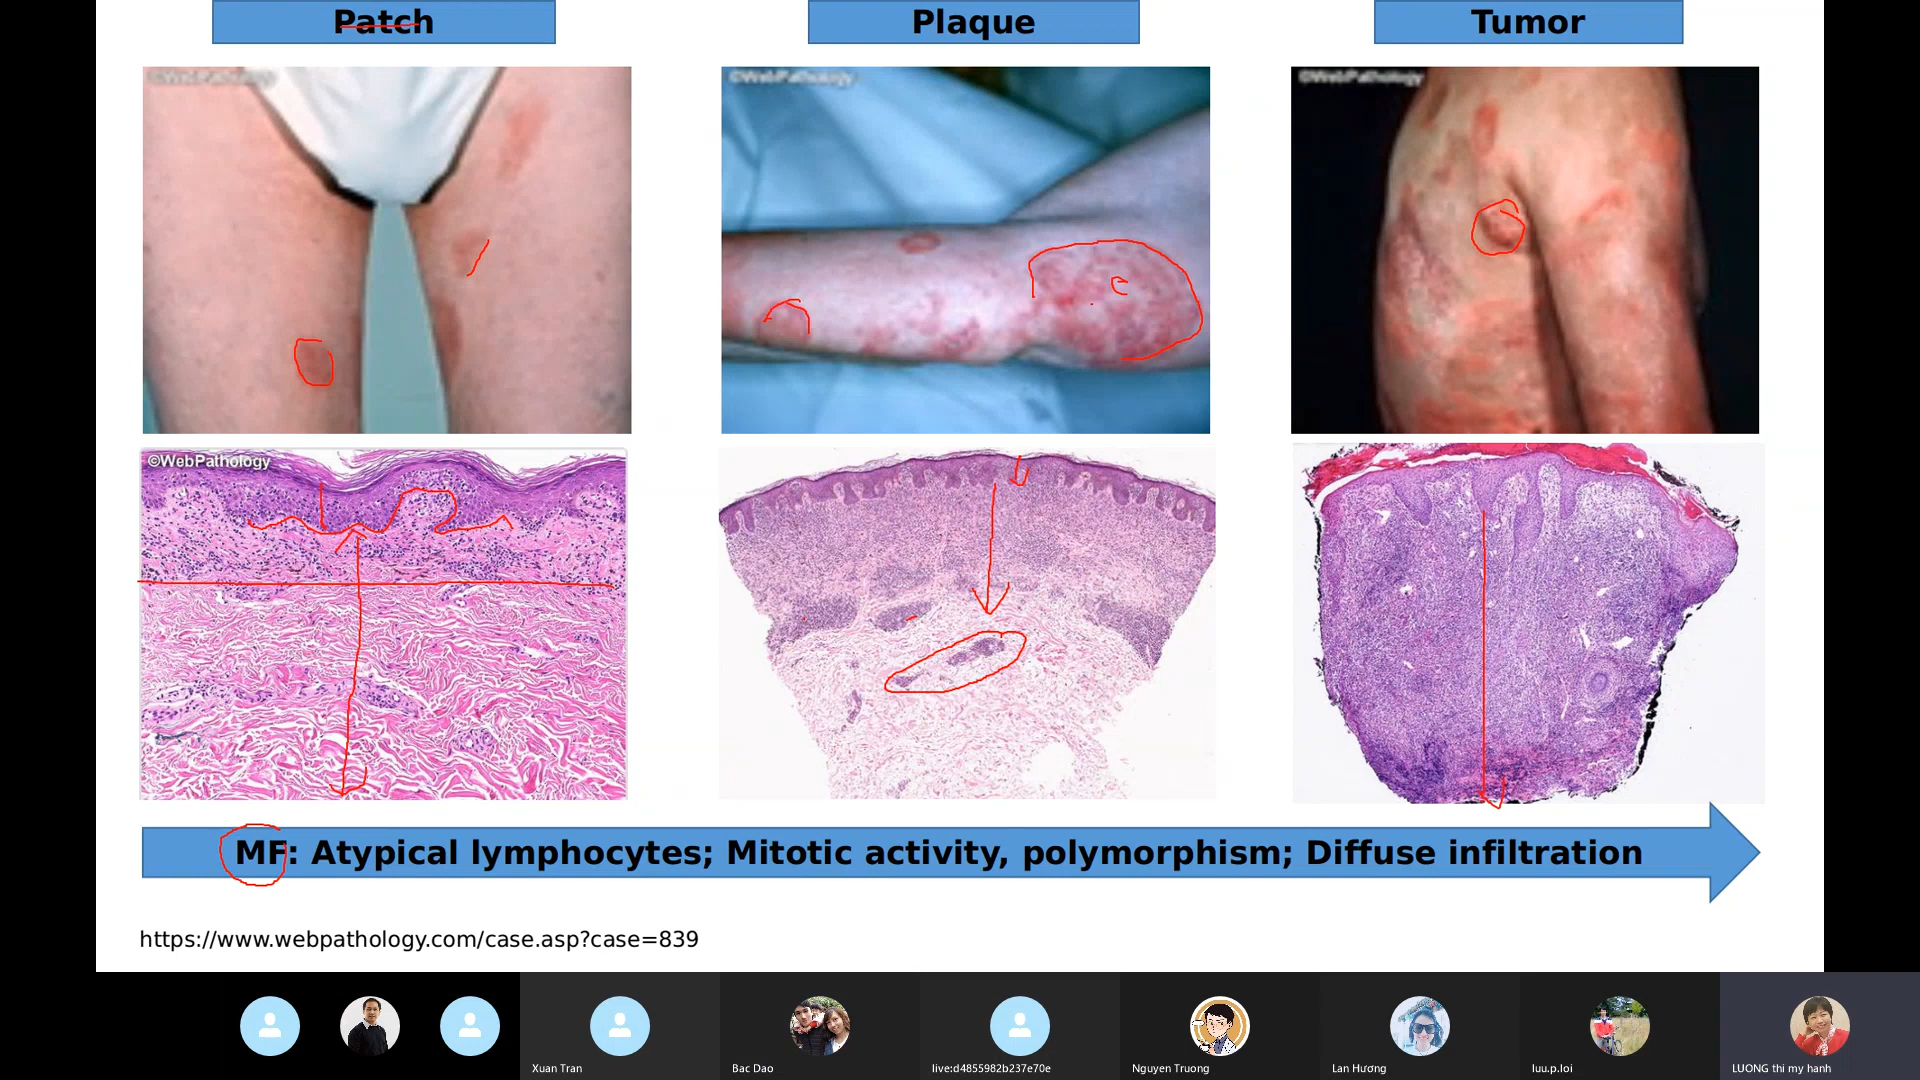 Patch
Plaque
Tumor
©WebPathology
©WebPathology
©WebPathology
©WebPathology
MF: Atypical lymphocytes; Mitotic activity, polymorphism; Diffuse infiltration
https://www.webpathology.com/case.asp?case=839
Xuan Tran
Bac Dao
live:d4855982b237e70e
Nguyen Truong
Lan Hương
luu.p.loi
LUONG thi my hanh